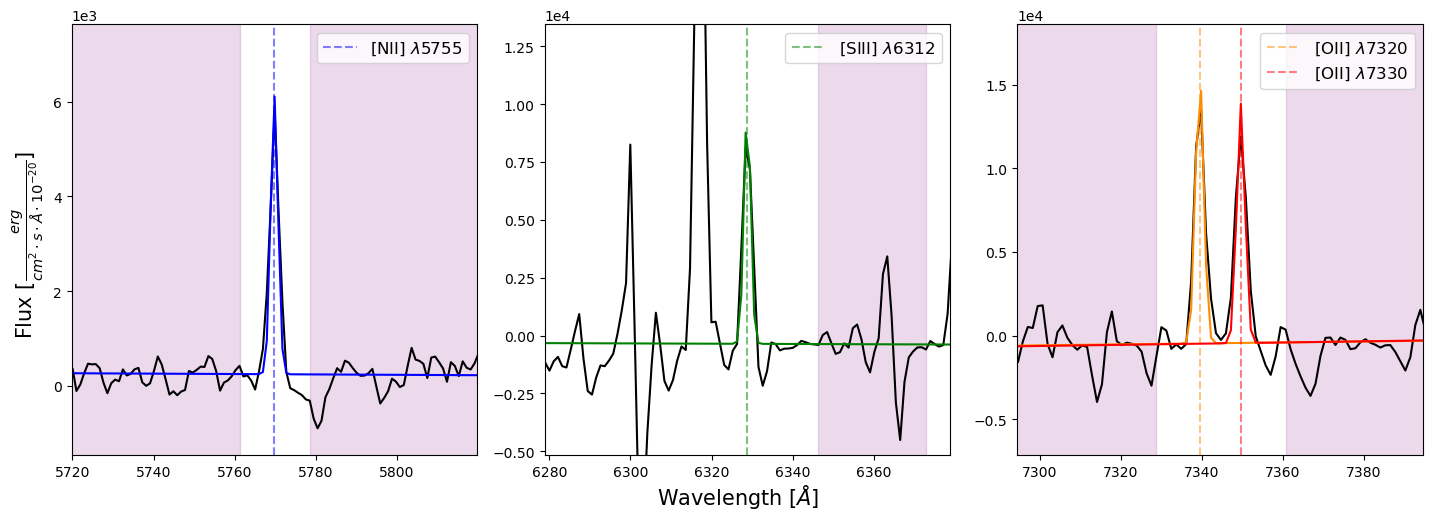 1e3
[NII] λ5755
6
4
2
0
5720 5740 5760 5780 5800
Flux [erg / cm² · s · Å · 10⁻²⁰]
1e4
[SIII] λ6312
1.25
1.00
0.75
0.50
0.25
0.00
−0.25
−0.50
6280 6300 6320 6340 6360
Wavelength [Å]
1e4
[OII] λ7320
[OII] λ7330
1.5
1.0
0.5
0.0
−0.5
7300 7320 7340 7360 7380